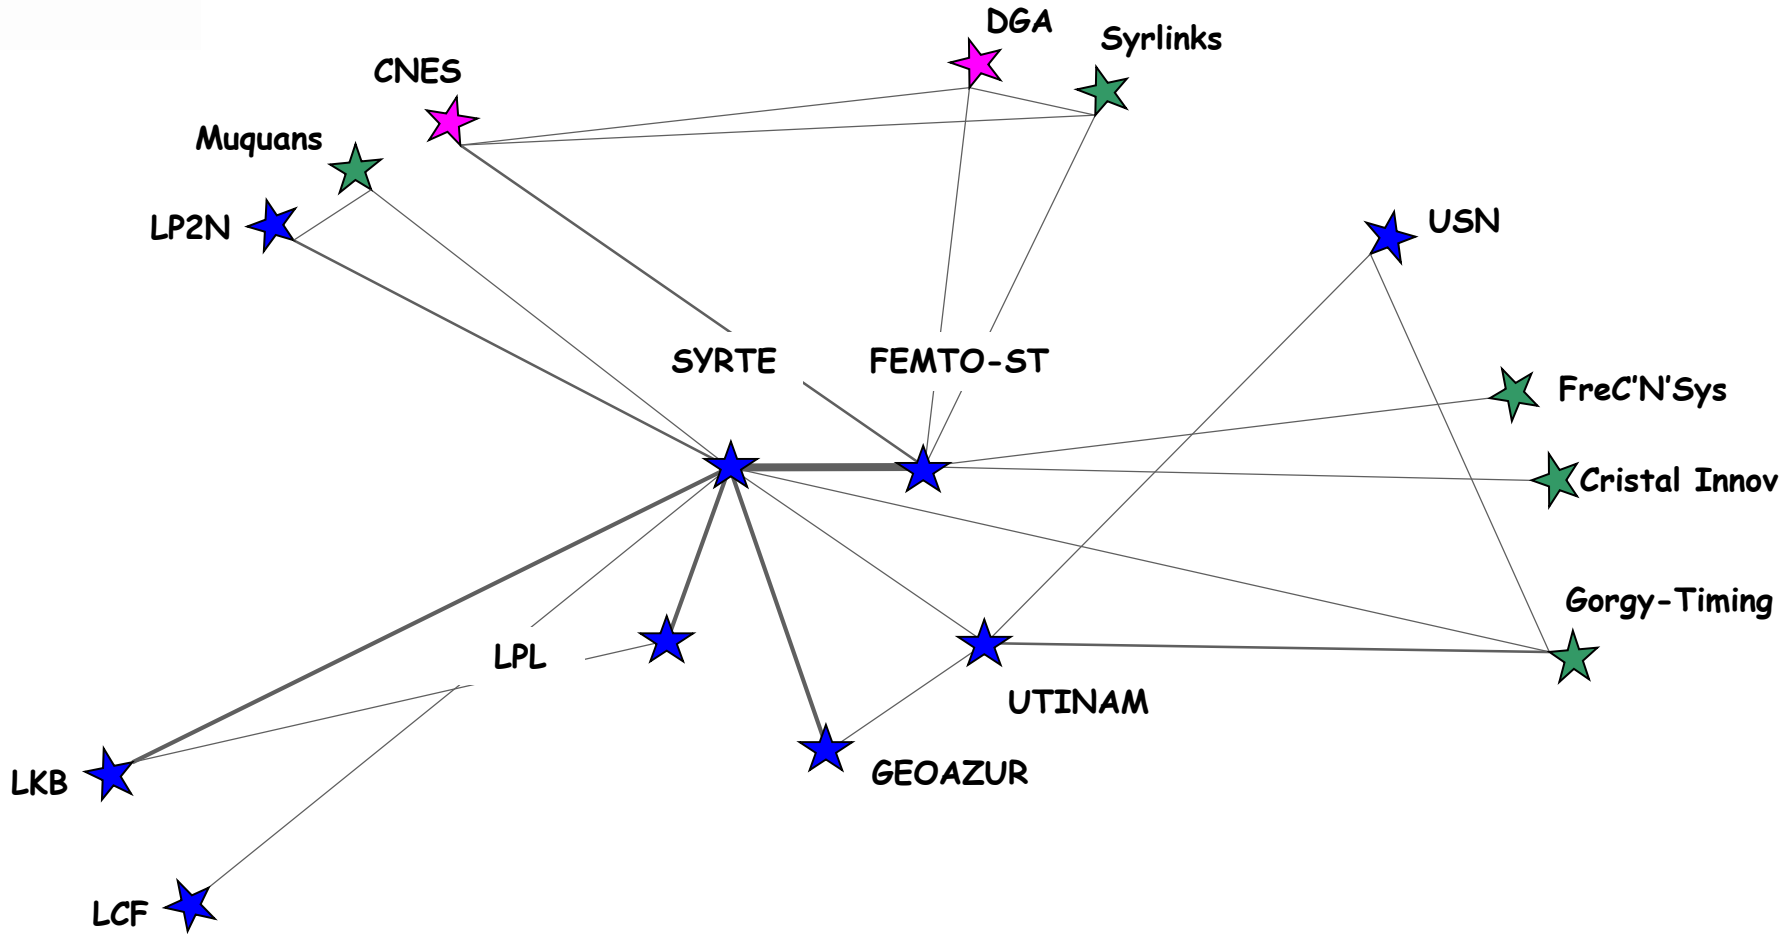 DGA
Syrlinks
CNES
Muquans
LP2N
USN
SYRTE
FEMTO-ST
FreC'N'Sys
Cristal Innov
Gorgy-Timing
LPL
UTINAM
GEOAZUR
LKB
LCF